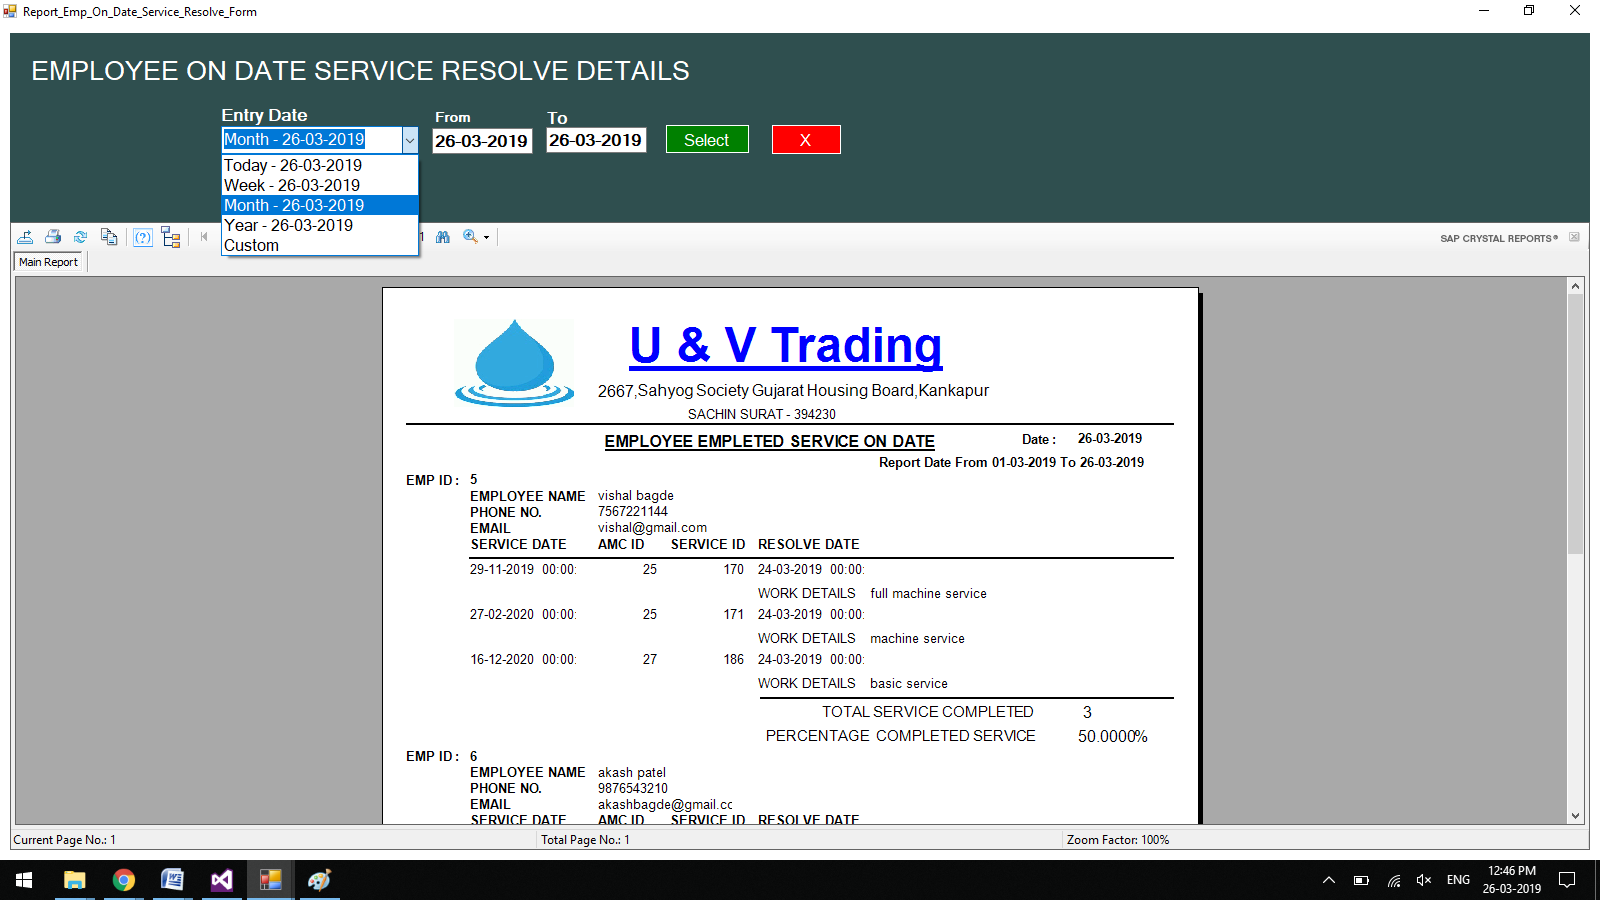 Report_Emp_On_Date_Service_Resolve_Form
EMPLOYEE ON DATE SERVICE RESOLVE DETAILS
Entry Date From To
Month - 26-03-2019 26-03-2019 26-03-2019 Select X
Today - 26-03-2019
Week - 26-03-2019
Month - 26-03-2019
Year - 26-03-2019
Custom
1
SAP CRYSTAL REPORTS®
Main Report
U & V Trading
2667,Sahyog Society Gujarat Housing Board,Kankapur
SACHIN SURAT - 394230
EMPLOYEE EMPLETED SERVICE ON DATE Date : 26-03-2019
Report Date From 01-03-2019 To 26-03-2019
EMP ID : 5
EMPLOYEE NAME vishal bagde
PHONE NO. 7567221144
EMAIL vishal@gmail.com
SERVICE DATE AMC ID SERVICE ID RESOLVE DATE
29-11-2019 00:00: 25 170 24-03-2019 00:00:
WORK DETAILS full machine service
27-02-2020 00:00: 25 171 24-03-2019 00:00:
WORK DETAILS machine service
16-12-2020 00:00: 27 186 24-03-2019 00:00:
WORK DETAILS basic service
TOTAL SERVICE COMPLETED 3
PERCENTAGE COMPLETED SERVICE 50.0000%
EMP ID : 6
EMPLOYEE NAME akash patel
PHONE NO. 9876543210
EMAIL akashbagde@gmail.cc
SERVICE DATE AMC ID SERVICE ID RESOLVE DATE
Current Page No.: 1 Total Page No.: 1 Zoom Factor: 100%
ENG 12:46 PM
26-03-2019